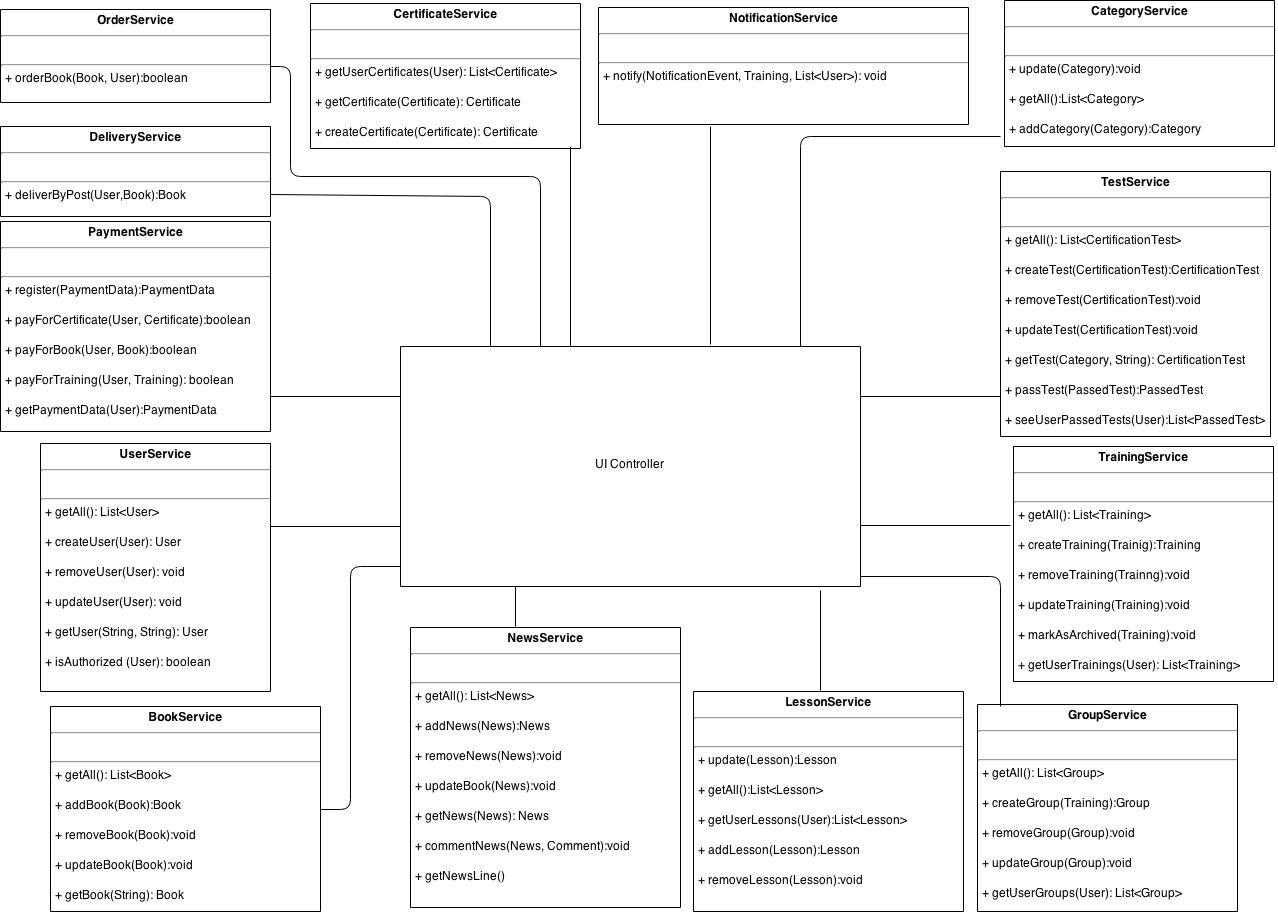 OrderService
+ orderBook(Book, User):boolean
CertificateService
+ getUserCertificates(User): List<Certificate>
+ getCertificate(Certificate): Certificate
+ createCertificate(Certificate): Certificate
NotificationService
+ notify(NotificationEvent, Training, List<User>): void
CategoryService
+ update(Category):void
+ getAll():List<Category>
+ addCategory(Category):Category
DeliveryService
+ deliverByPost(User,Book):Book
PaymentService
+ register(PaymentData):PaymentData
+ payForCertificate(User, Certificate):boolean
+ payForBook(User, Book):boolean
+ payForTraining(User, Training): boolean
+ getPaymentData(User):PaymentData
TestService
+ getAll(): List<CertificationTest>
+ createTest(CertificationTest):CertificationTest
+ removeTest(CertificationTest):void
+ updateTest(CertificationTest):void
+ getTest(Category, String): CertificationTest
+ passTest(PassedTest):PassedTest
+ seeUserPassedTests(User):List<PassedTest>
UI Controller
UserService
+ getAll(): List<User>
+ createUser(User): User
+ removeUser(User): void
+ updateUser(User): void
+ getUser(String, String): User
+ isAuthorized (User): boolean
TrainingService
+ getAll(): List<Training>
+ createTraining(Trainig):Training
+ removeTraining(Trainng):void
+ updateTraining(Training):void
+ markAsArchived(Training):void
+ getUserTrainings(User): List<Training>
BookService
+ getAll(): List<Book>
+ addBook(Book):Book
+ removeBook(Book):void
+ updateBook(Book):void
+ getBook(String): Book
NewsService
+ getAll(): List<News>
+ addNews(News):News
+ removeNews(News):void
+ updateBook(News):void
+ getNews(News): News
+ commentNews(News, Comment):void
+ getNewsLine()
LessonService
+ update(Lesson):Lesson
+ getAll():List<Lesson>
+ getUserLessons(User):List<Lesson>
+ addLesson(Lesson):Lesson
+ removeLesson(Lesson):void
GroupService
+ getAll(): List<Group>
+ createGroup(Training):Group
+ removeGroup(Group):void
+ updateGroup(Group):void
+ getUserGroups(User): List<Group>